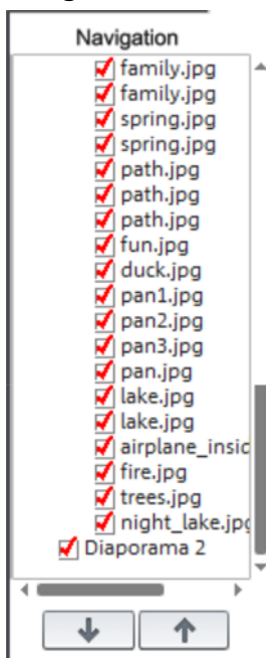 Navigation
family.jpg
family.jpg
spring.jpg
spring.jpg
path.jpg
path.jpg
path.jpg
fun.jpg
duck.jpg
pan1.jpg
pan2.jpg
pan3.jpg
pan.jpg
lake.jpg
lake.jpg
airplane_insid
fire.jpg
trees.jpg
night_lake.jpg
Diaporama 2